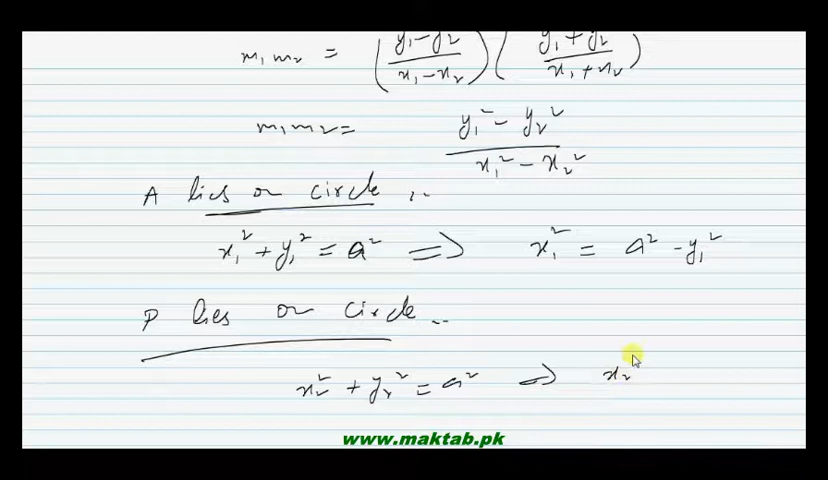 m₁m₂ = (y₁-y₂/x₁-x₂)(y₁+y₂/x₁+x₂)
m₁m₂ = y₁²-y₂²/x₁²-x₂²
A lies on circle ..
x₁²+y₁²=a² ⇒ x₁² = a²-y₁²
P lies on circle ..
x₂²+y₂²=a² ⇒ x₂
www.maktab.pk